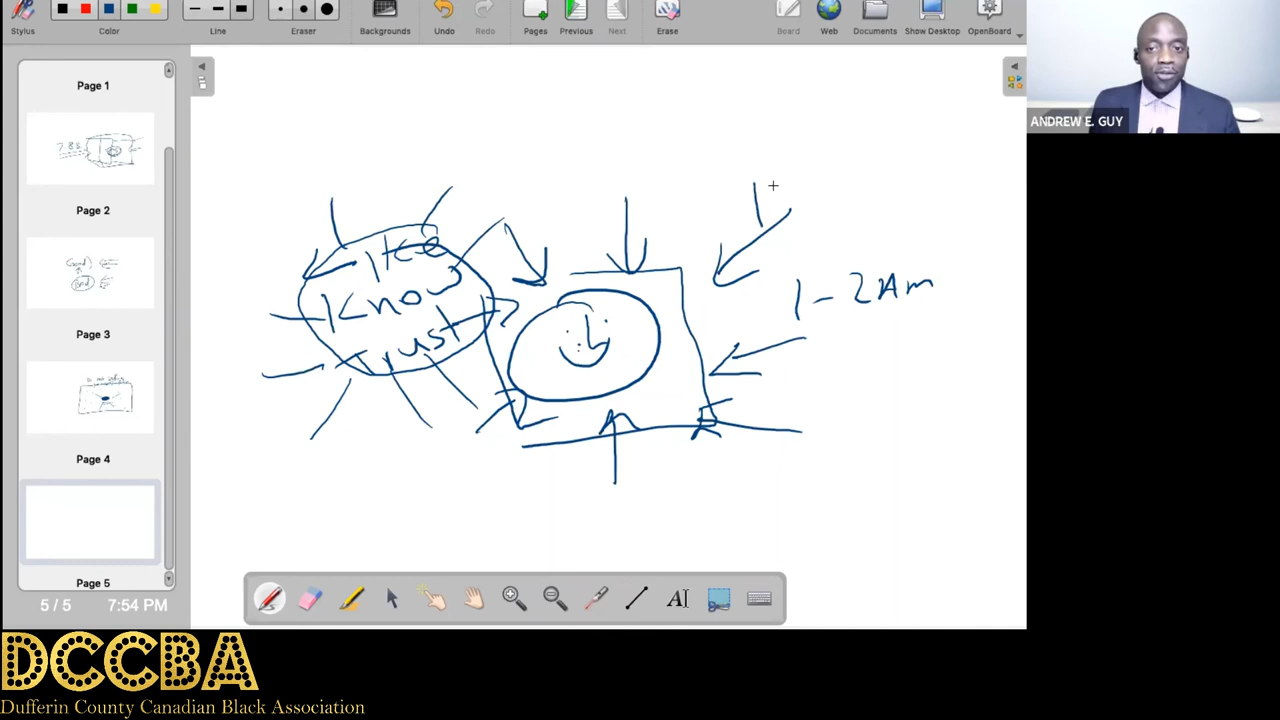 Stylus
Color
Line
Eraser
Backgrounds
Undo
Redo
Pages
Previous
Next
Erase
Board
Web
Documents
Show Desktop
OpenBoard
Page 1
Page 2
Page 3
Page 4
Page 5
5 / 5
7:54 PM
like
Know
Trust
1 - 2 Am
ANDREW E. GUY
DCCBA
Dufferin County Canadian Black Association